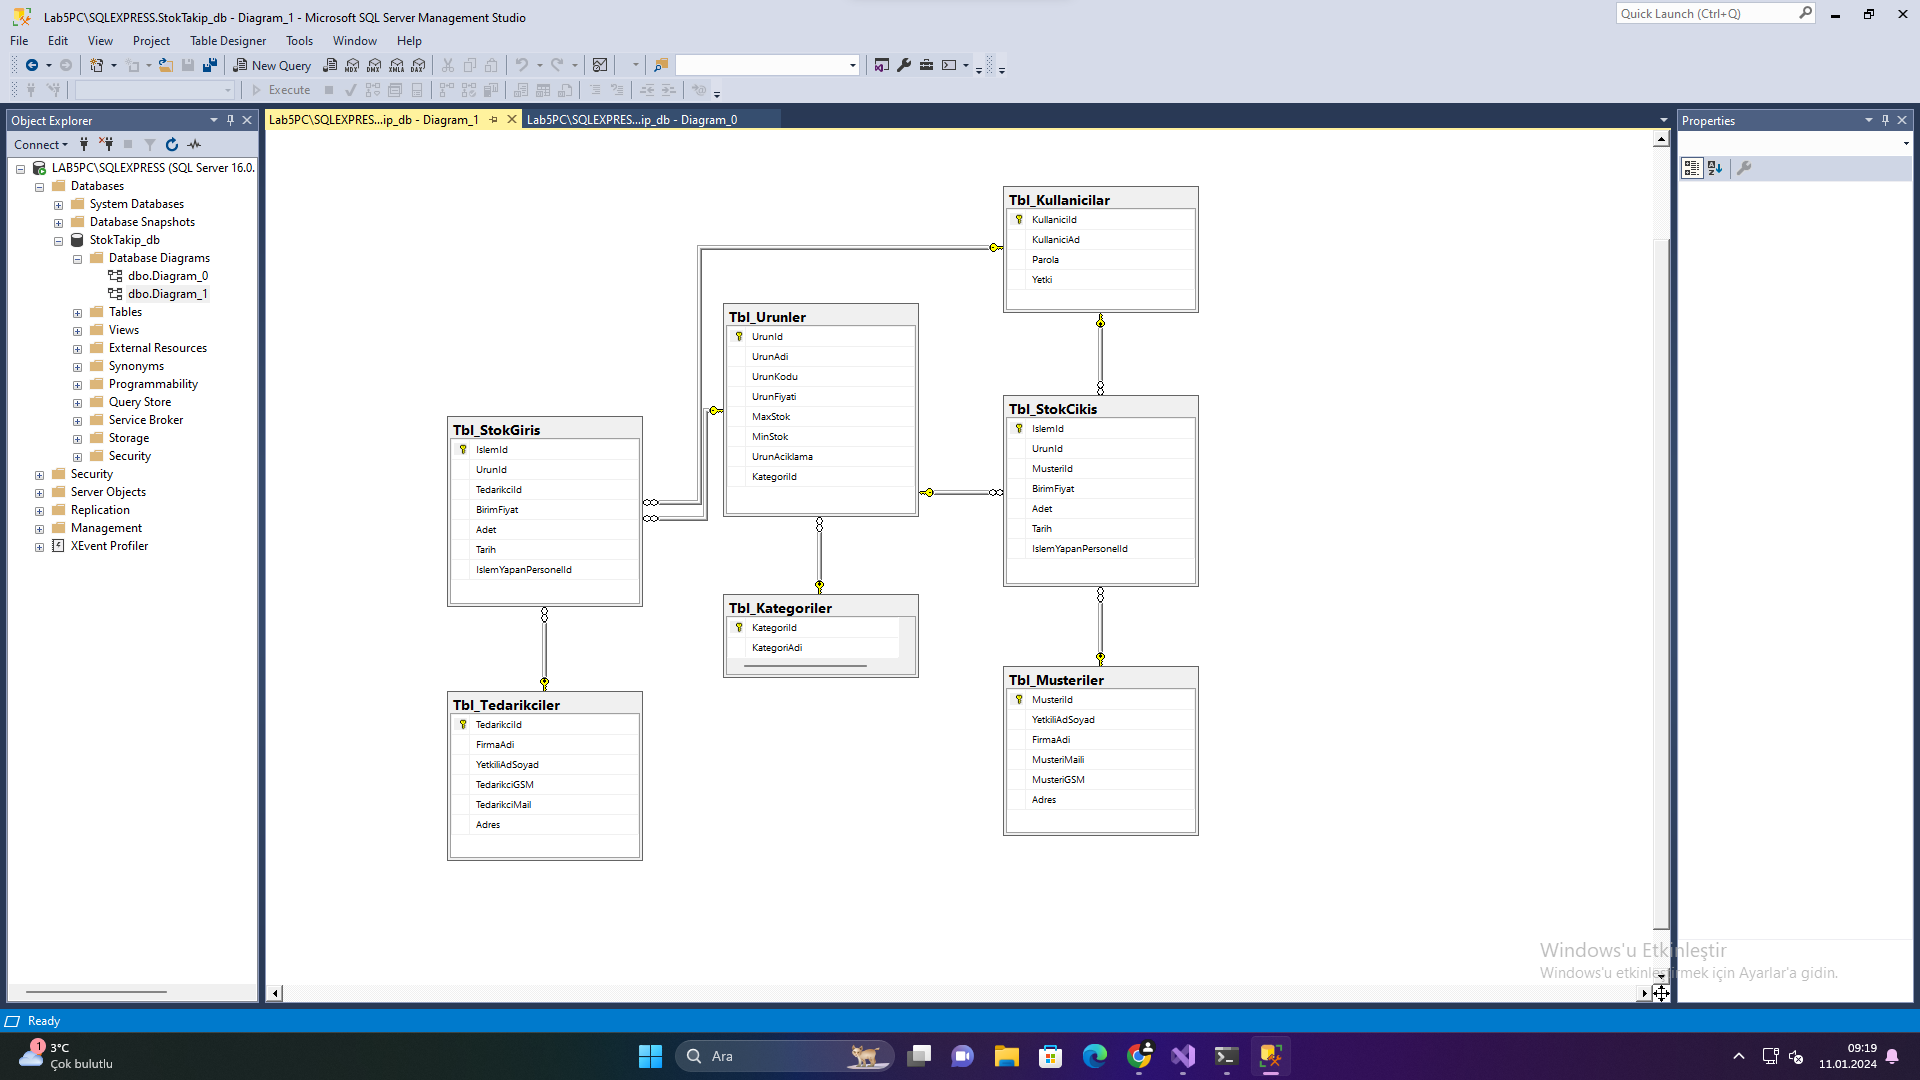 Lab5PC\SQLEXPRESS.StokTakip_db - Diagram_1 - Microsoft SQL Server Management Studio
Quick Launch (Ctrl+Q)
File Edit View Project Table Designer Tools Window Help
New Query
MDX DMX XMLA DAX
Execute
Object Explorer
Connect
LAB5PC\SQLEXPRESS (SQL Server 16.0.
Databases
System Databases
Database Snapshots
StokTakip_db
Database Diagrams
dbo.Diagram_0
dbo.Diagram_1
Tables
Views
External Resources
Synonyms
Programmability
Query Store
Service Broker
Storage
Security
Security
Server Objects
Replication
Management
XEvent Profiler
Lab5PC\SQLEXPRES...ip_db - Diagram_1
Lab5PC\SQLEXPRES...ip_db - Diagram_0
Tbl_Kullanicilar
KullaniciId
KullaniciAd
Parola
Yetki
Tbl_Urunler
UrunId
UrunAdi
UrunKodu
UrunFiyati
MaxStok
MinStok
UrunAciklama
KategoriId
Tbl_StokGiris
IslemId
UrunId
TedarikciId
BirimFiyat
Adet
Tarih
IslemYapanPersonelId
Tbl_StokCikis
IslemId
UrunId
MusteriId
BirimFiyat
Adet
Tarih
IslemYapanPersonelId
Tbl_Kategoriler
KategoriId
KategoriAdi
Tbl_Tedarikciler
TedarikciId
FirmaAdi
YetkiliAdSoyad
TedarikciGSM
TedarikciMail
Adres
Tbl_Musteriler
MusteriId
YetkiliAdSoyad
FirmaAdi
MusteriMaili
MusteriGSM
Adres
Properties
Windows'u Etkinleştir
Windows'u etkinleştirmek için Ayarlar'a gidin.
Ready
1
3°C
Çok bulutlu
Ara
09:19
11.01.2024